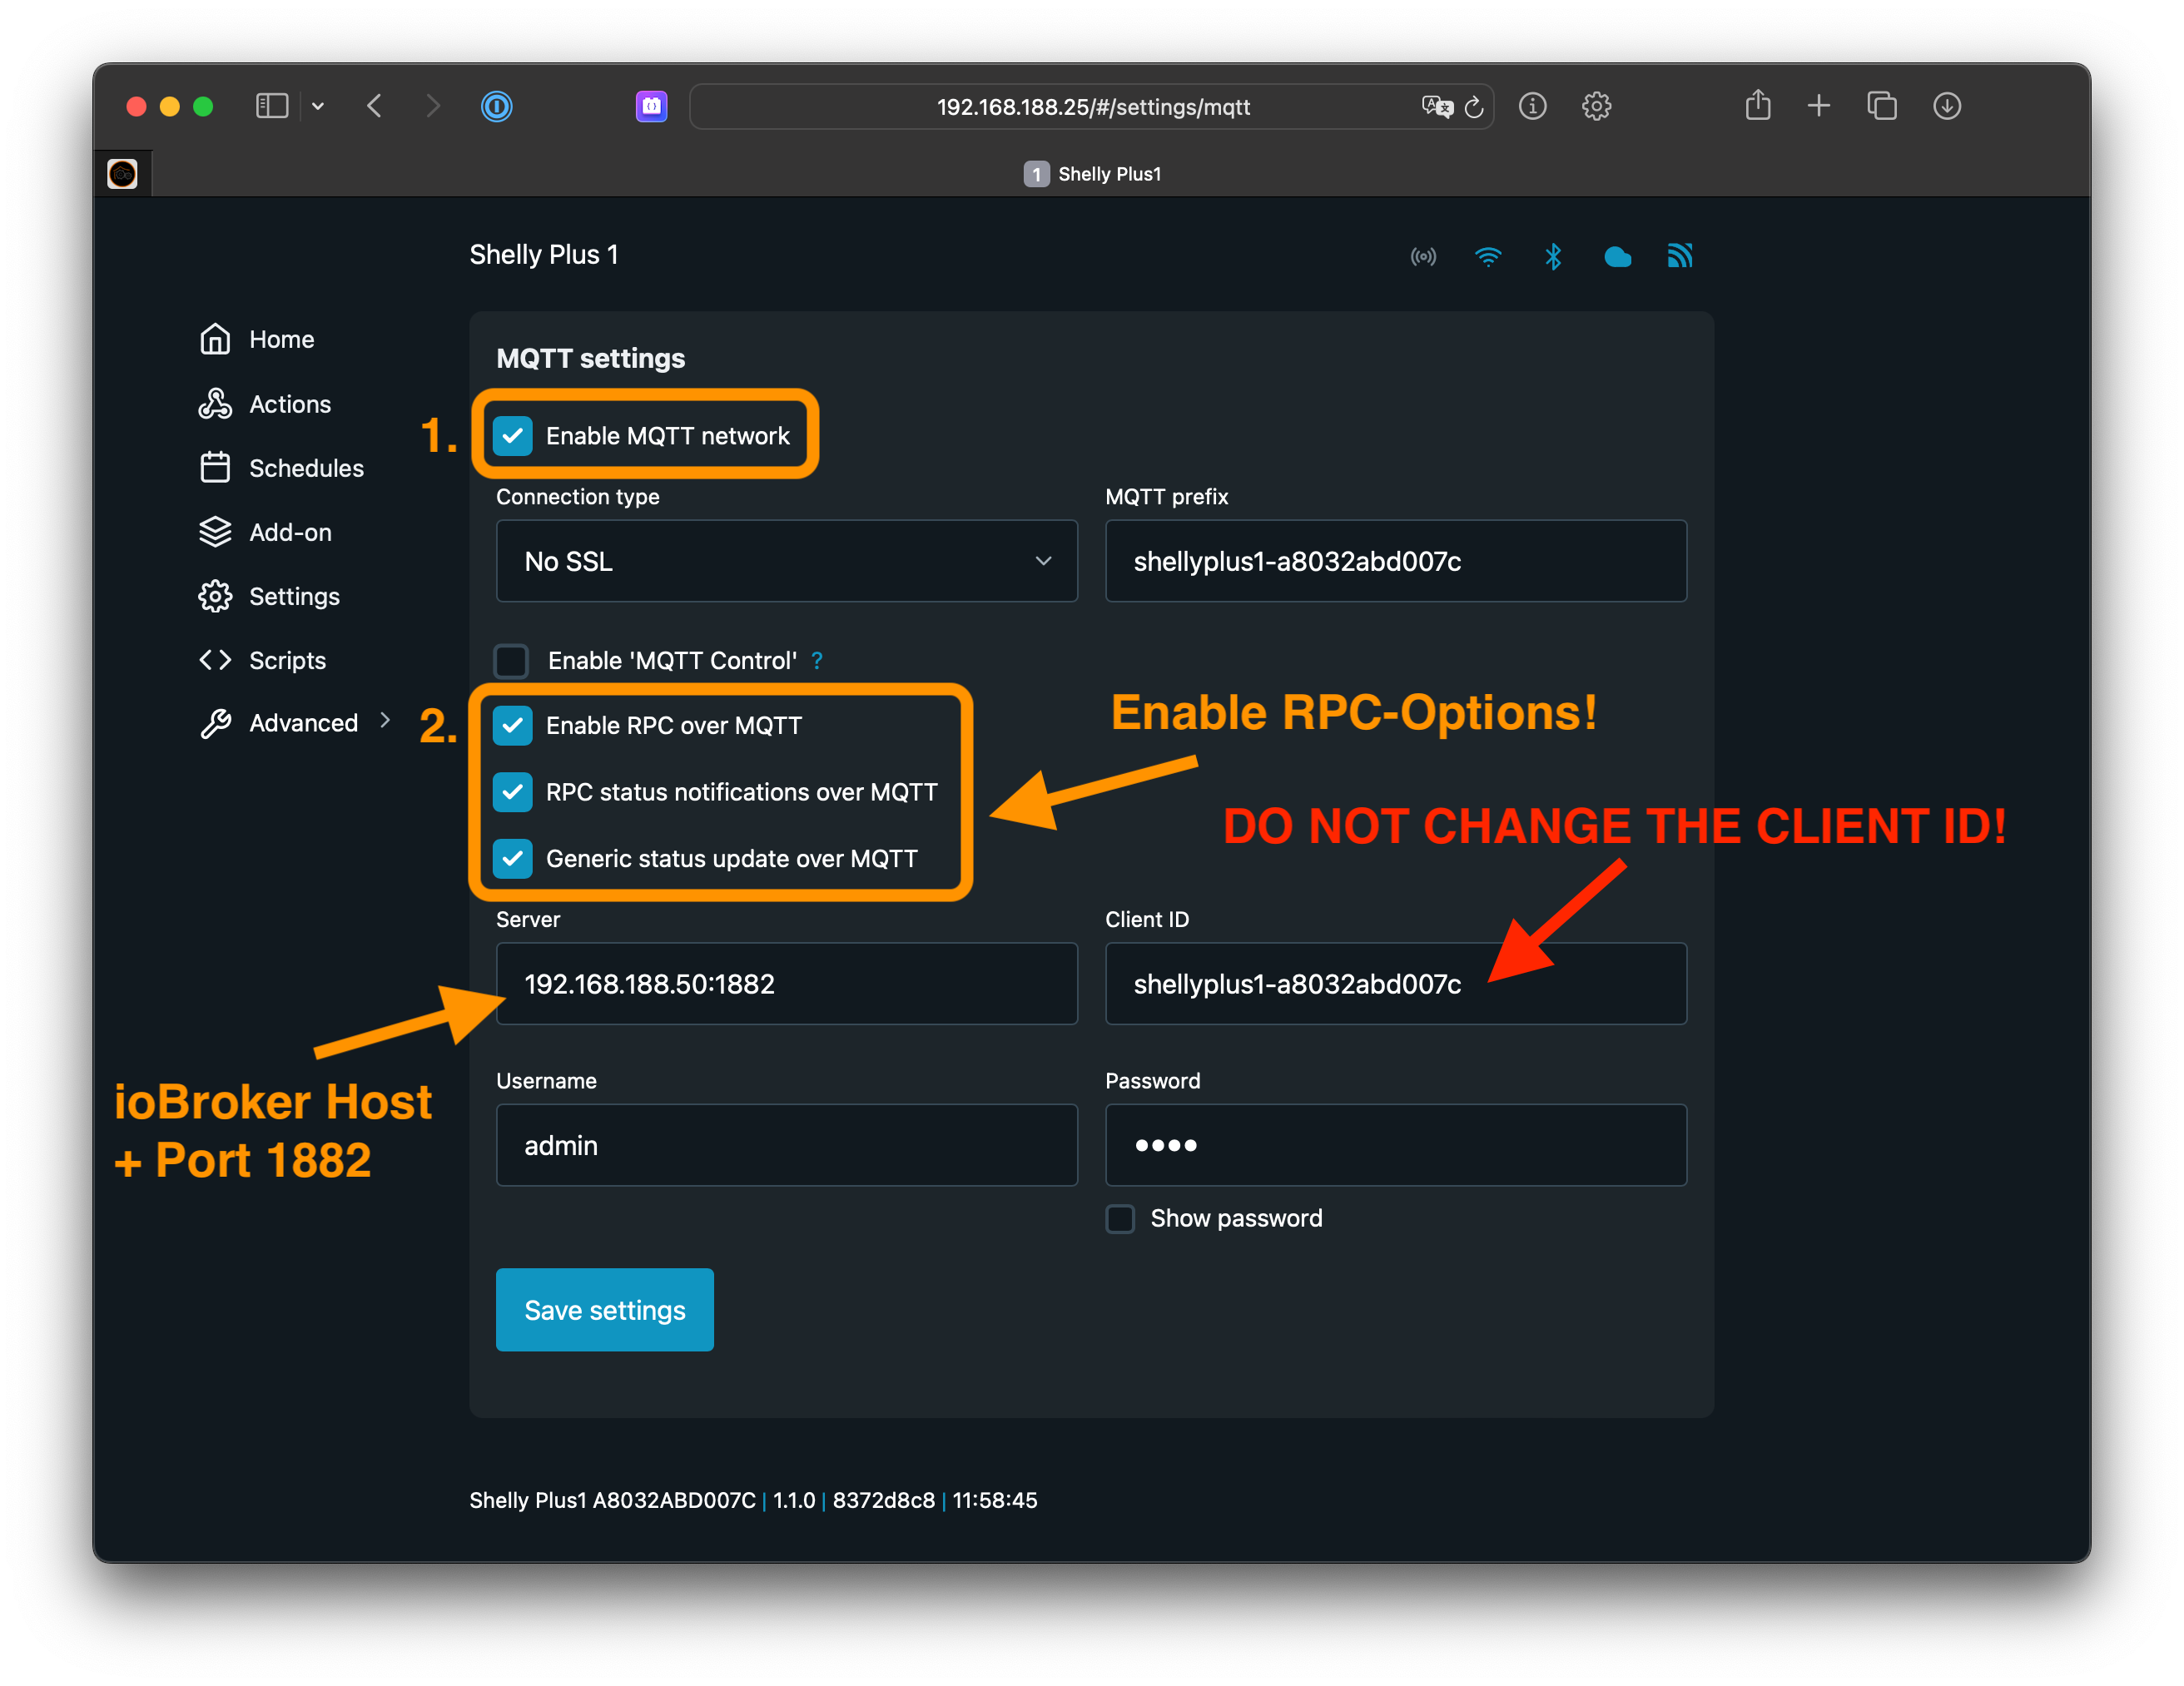 192.168.188.25/#/settings/mqtt
1 Shelly Plus1
Shelly Plus 1
Home
Actions
Schedules
Add-on
Settings
Scripts
Advanced
MQTT settings
1.
Enable MQTT network
Connection type
No SSL
MQTT prefix
shellyplus1-a8032abd007c
Enable 'MQTT Control' ?
2.
Enable RPC over MQTT
RPC status notifications over MQTT
Generic status update over MQTT
Enable RPC-Options!
DO NOT CHANGE THE CLIENT ID!
Server
192.168.188.50:1882
Client ID
shellyplus1-a8032abd007c
ioBroker Host
+ Port 1882
Username
admin
Password
••••
Show password
Save settings
Shelly Plus1 A8032ABD007C | 1.1.0 | 8372d8c8 | 11:58:45